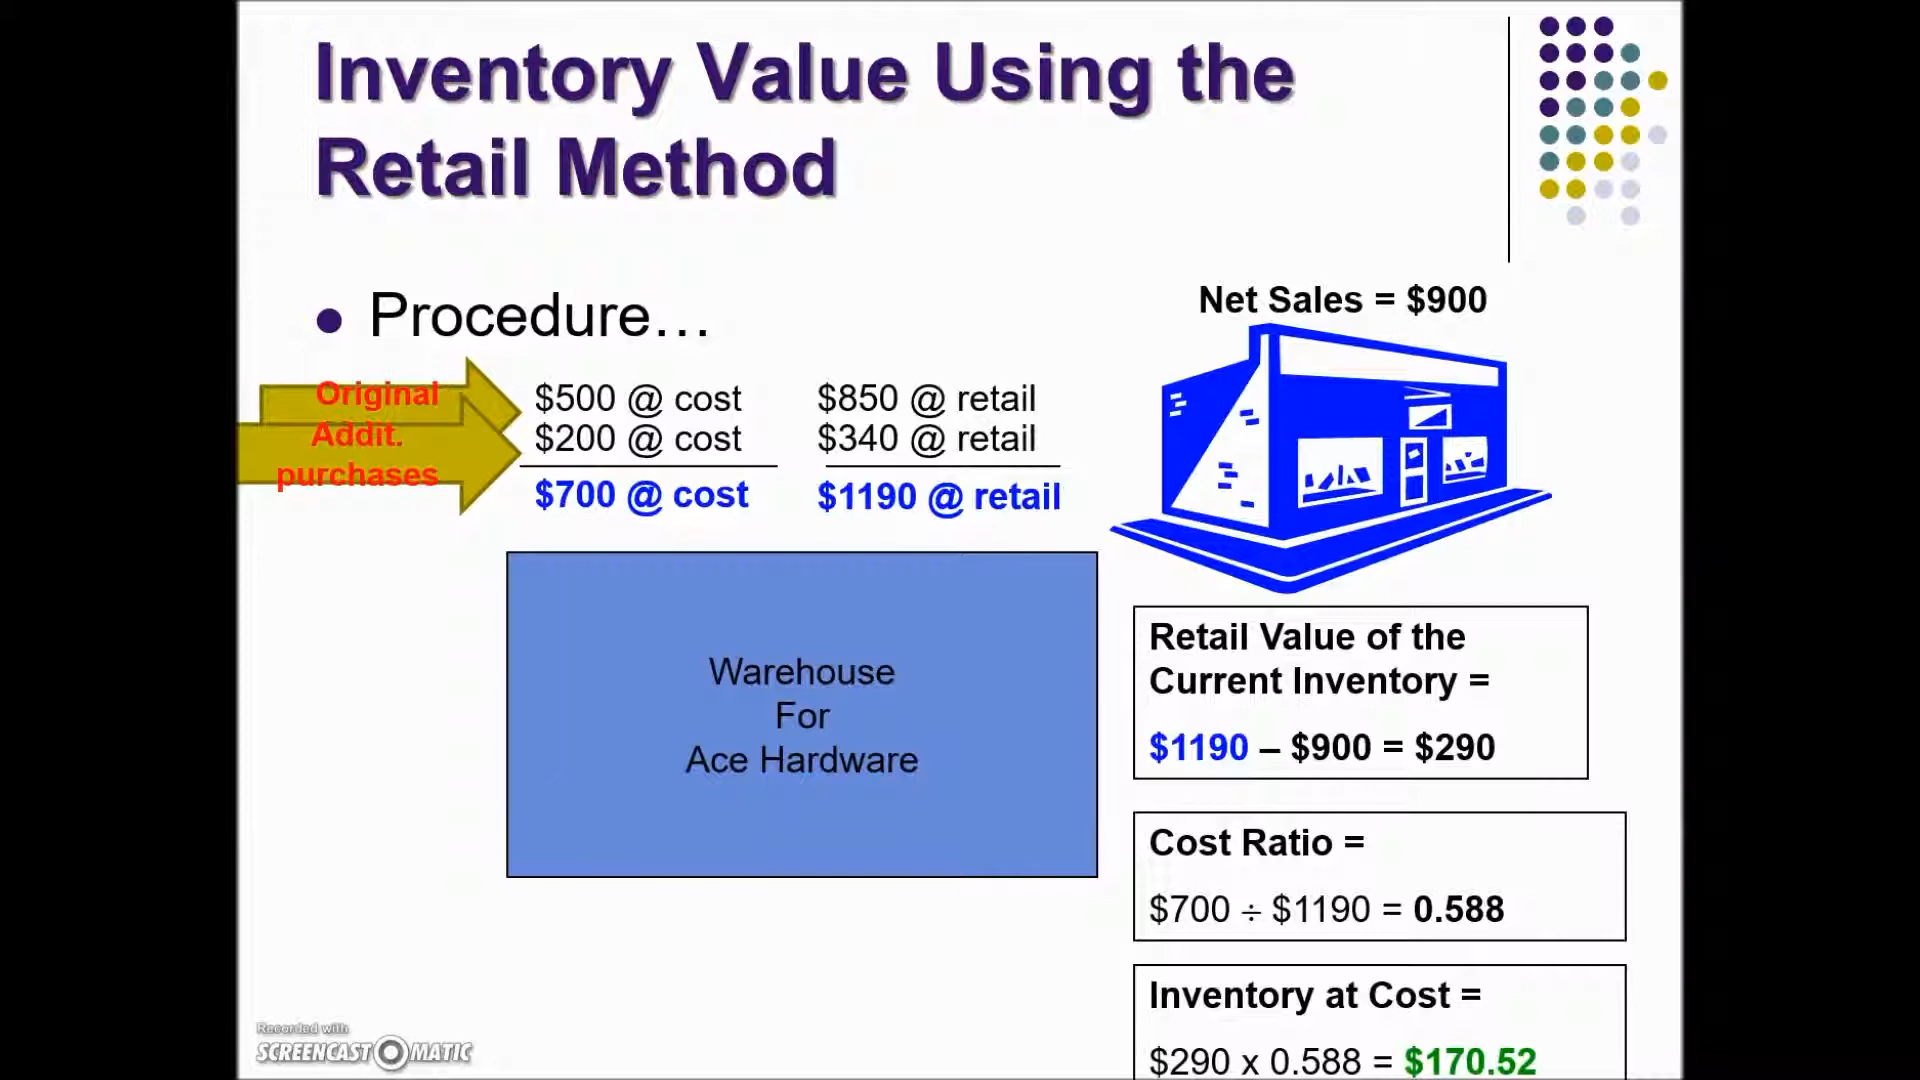 Inventory Value Using the
Retail Method
Procedure…
Net Sales = $900
Original
Addit.
purchases
$500 @ cost
$200 @ cost
$700 @ cost
$850 @ retail
$340 @ retail
$1190 @ retail
Warehouse
For
Ace Hardware
Retail Value of the
Current Inventory =
$1190 – $900 = $290
Cost Ratio =
$700 ÷ $1190 = 0.588
Inventory at Cost =
$290 x 0.588 = $170.52
Recorded with
SCREENCAST-O-MATIC